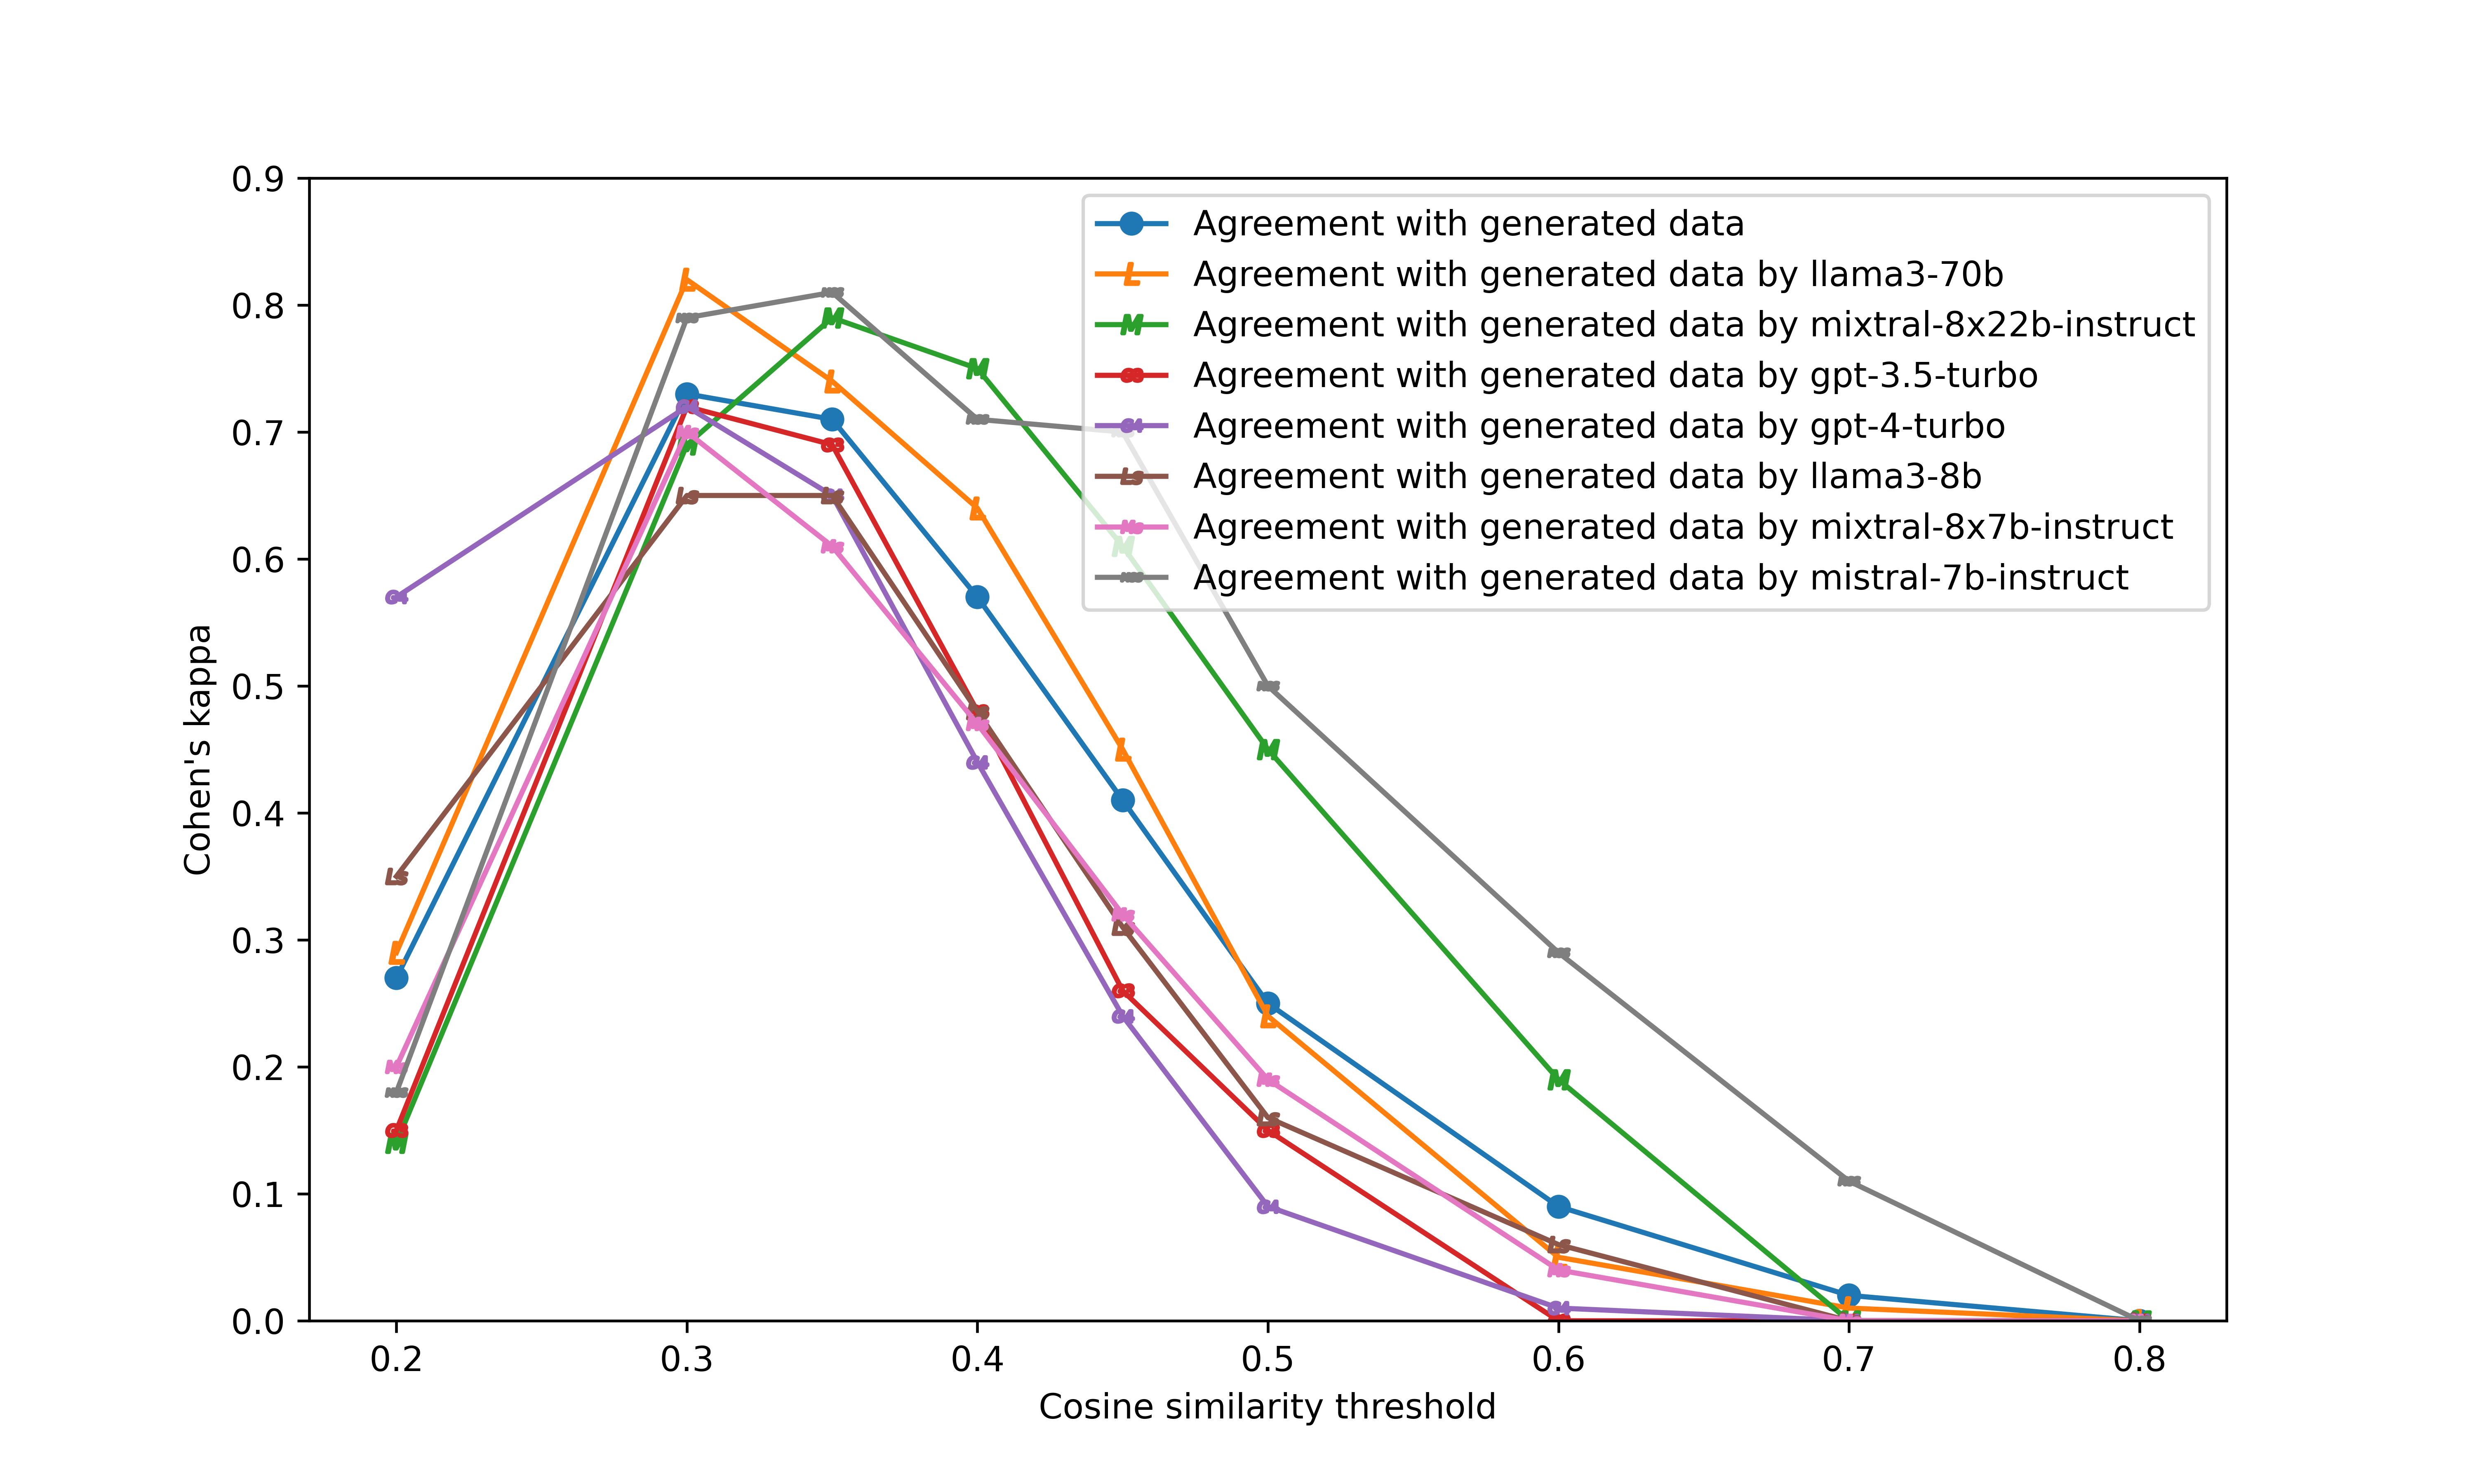 0.9
0.8
0.7
0.6
0.5
0.4
0.3
0.2
0.1
0.0
Cohen's kappa
Agreement with generated data
Agreement with generated data by llama3-70b
Agreement with generated data by mixtral-8x22b-instruct
Agreement with generated data by gpt-3.5-turbo
Agreement with generated data by gpt-4-turbo
Agreement with generated data by llama3-8b
Agreement with generated data by mixtral-8x7b-instruct
Agreement with generated data by mistral-7b-instruct
0.2 0.3 0.4 0.5 0.6 0.7 0.8
Cosine similarity threshold